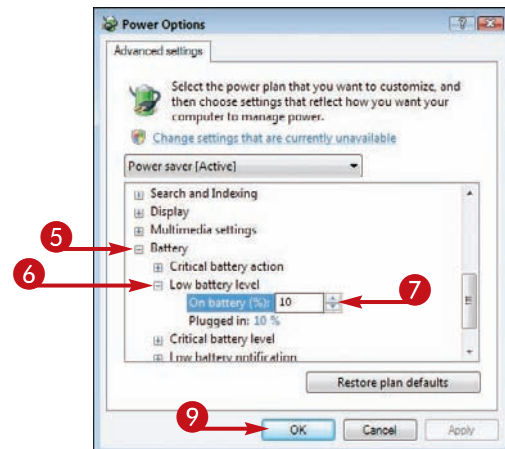 Power Options
Advanced settings
Select the power plan that you want to customize, and
then choose settings that reflect how you want your
computer to manage power.
Change settings that are currently unavailable
Power saver [Active]
Search and Indexing
Display
Multimedia settings
5 Battery
Critical battery action
6 Low battery level
On battery (%): 10 7
Plugged in: 10 %
Critical battery level
Low battery notification
Restore plan defaults
9 OK Cancel Apply